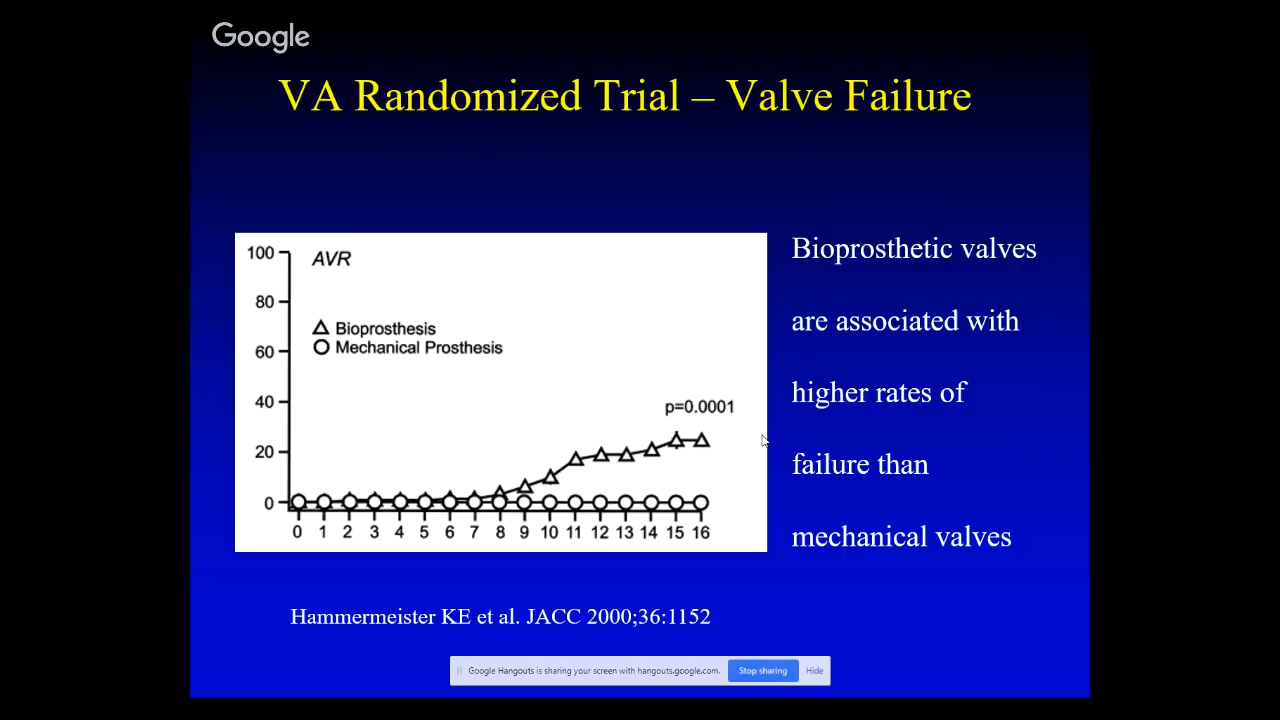 Google
VA Randomized Trial – Valve Failure
100
AVR
80
Bioprosthesis
60
Mechanical Prosthesis
40
p=0.0001
20
0
0 1 2 3 4 5 6 7 8 9 10 11 12 13 14 15 16
Bioprosthetic valves
are associated with
higher rates of
failure than
mechanical valves
Hammermeister KE et al. JACC 2000;36:1152
Google Hangouts is sharing your screen with hangouts.google.com. Stop sharing Hide